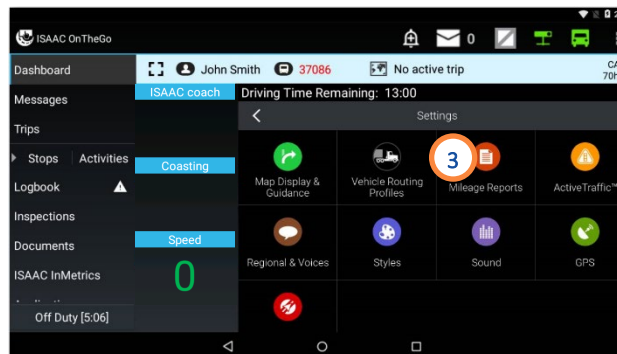 ISAAC OnTheGo
0
Dashboard
John Smith
37086
No active trip
CA
70h
Messages
ISAAC coach
Driving Time Remaining: 13:00
Settings
Trips
3
Stops
Activities
Coasting
Map Display & Guidance
Vehicle Routing Profiles
Mileage Reports
ActiveTraffic™
Logbook
Inspections
Documents
Speed
0
Regional & Voices
Styles
Sound
GPS
ISAAC InMetrics
Off Duty [5:06]